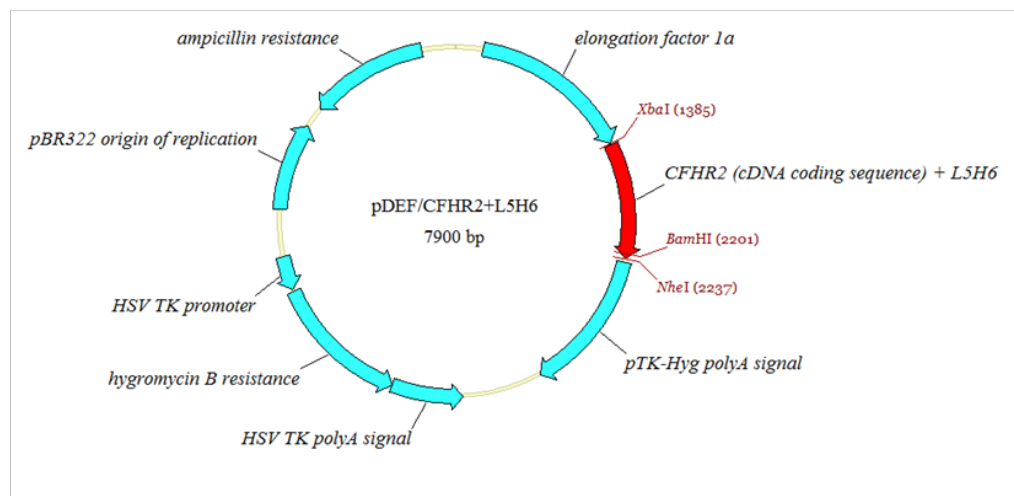 ampicillin resistance
elongation factor 1a
XbaI (1385)
pBR322 origin of replication
CFHR2 (cDNA coding sequence) + L5H6
pDEF/CFHR2+L5H6
7900 bp
BamHI (2201)
NheI (2237)
HSV TK promoter
pTK-Hyg polyA signal
hygromycin B resistance
HSV TK polyA signal